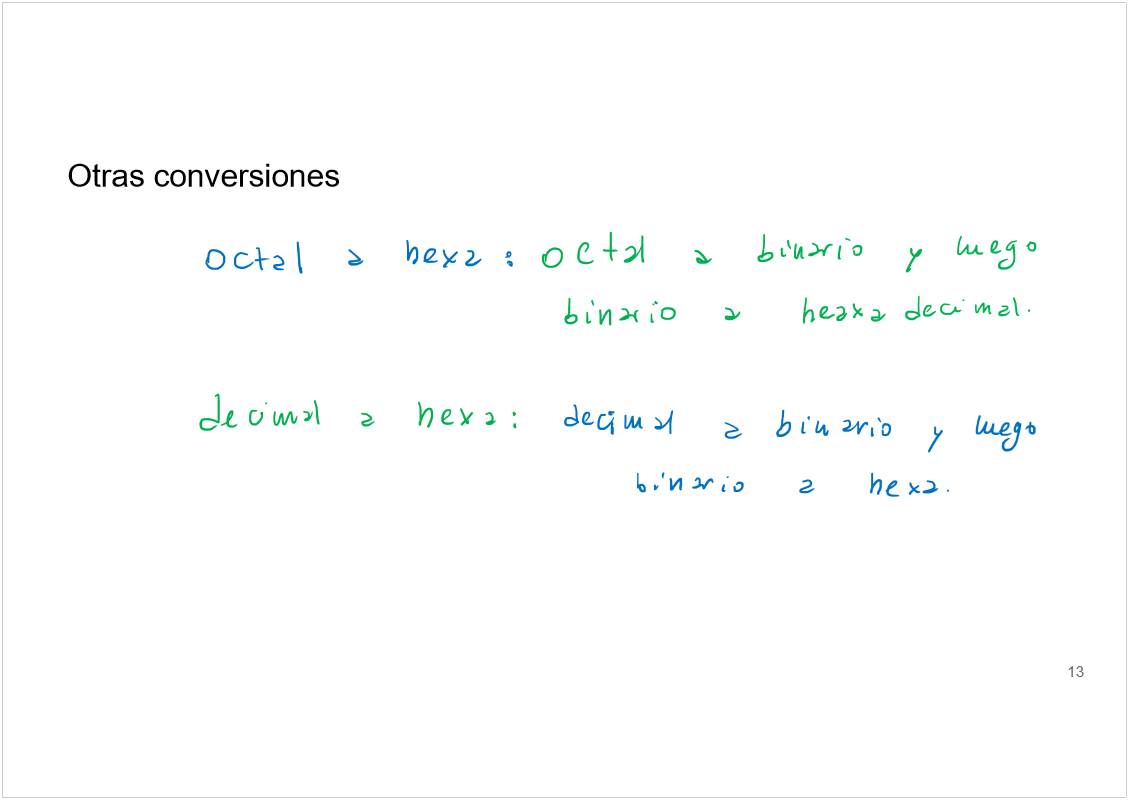 Otras conversiones
octal a hexa : octal a binario y luego
binario a heaxadecimal.
decimal a hexa : decimal a binario y luego
binario a hexa.
13